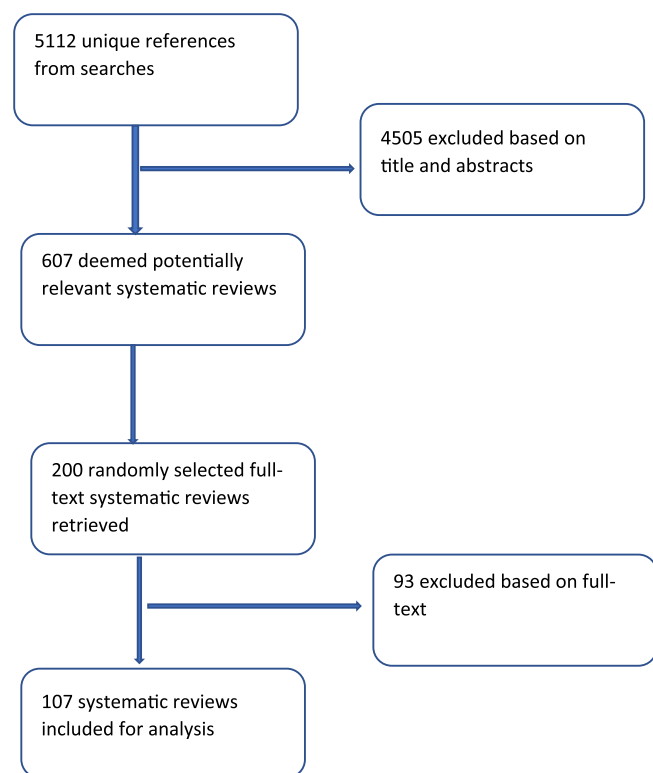 5112 unique references
from searches
4505 excluded based on
title and abstracts
607 deemed potentially
relevant systematic reviews
200 randomly selected full-
text systematic reviews
retrieved
93 excluded based on full-
text
107 systematic reviews
included for analysis